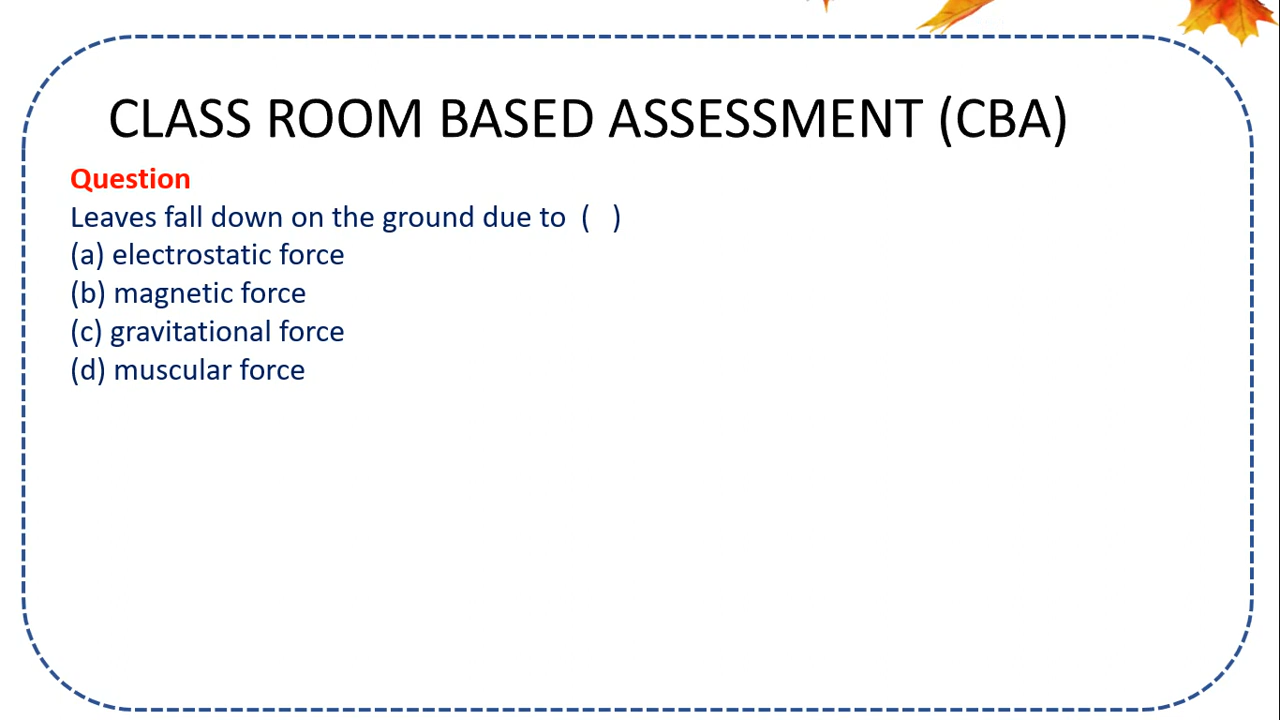 CLASS ROOM BASED ASSESSMENT (CBA)
Question
Leaves fall down on the ground due to ( )
(a) electrostatic force
(b) magnetic force
(c) gravitational force
(d) muscular force